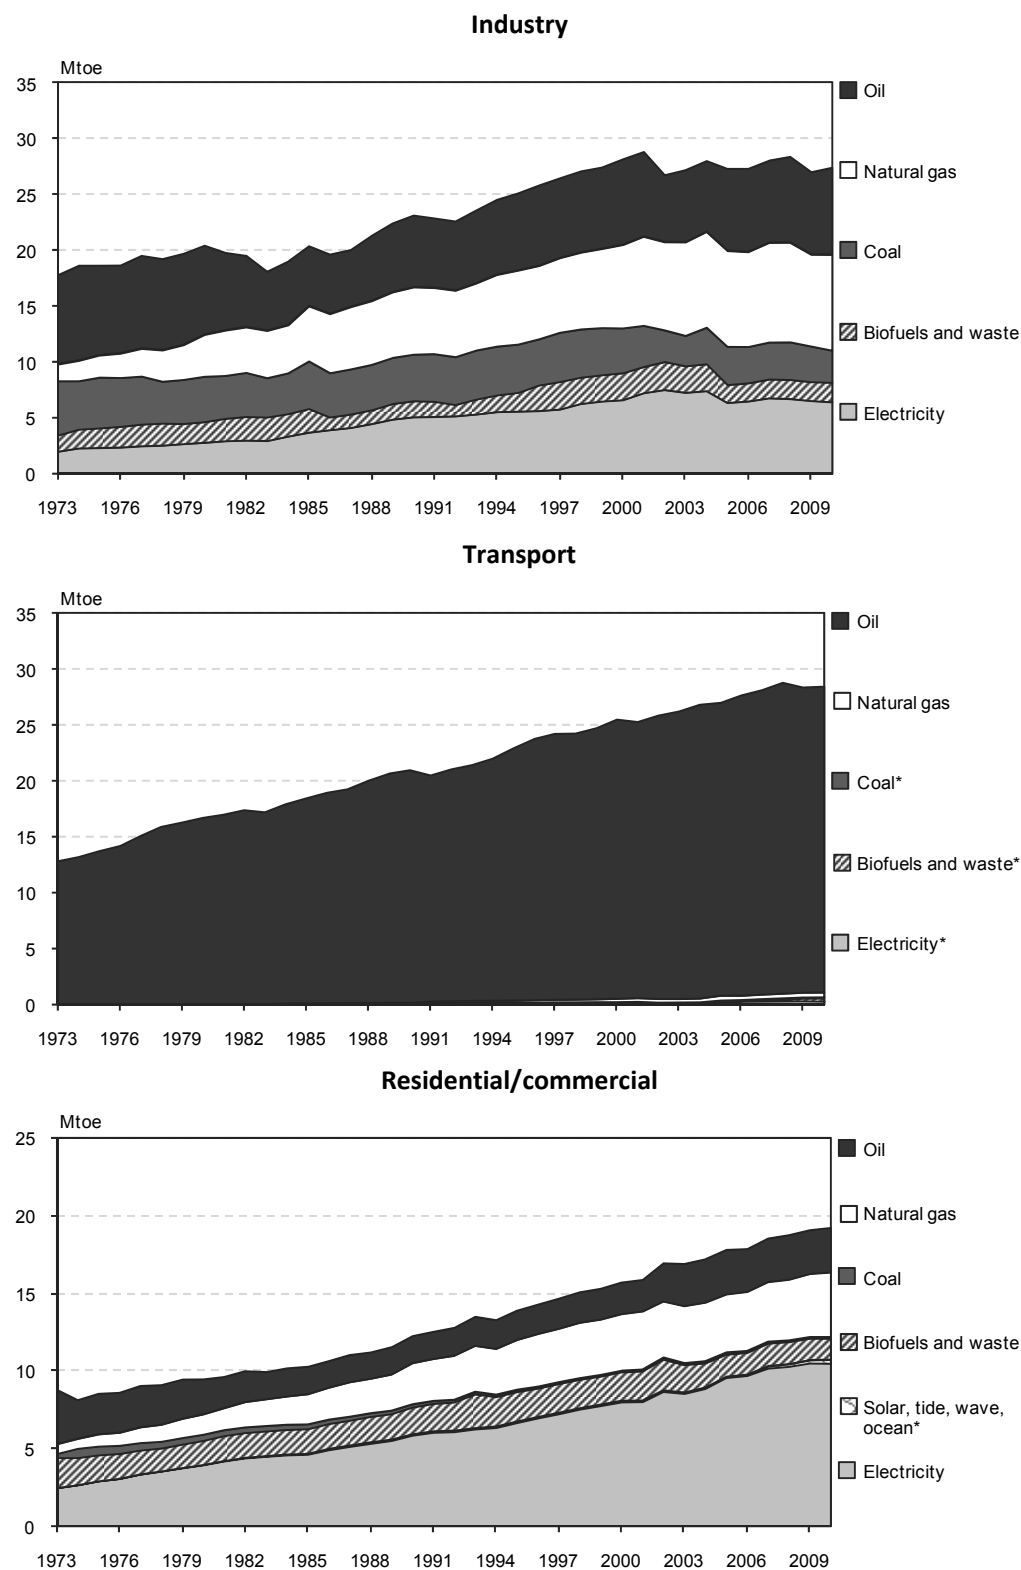 Industry
Mtoe
35
30
25
20
15
10
5
0
1973 1976 1979 1982 1985 1988 1991 1994 1997 2000 2003 2006 2009
Oil
Natural gas
Coal
Biofuels and waste
Electricity
Transport
Mtoe
35
30
25
20
15
10
5
0
1973 1976 1979 1982 1985 1988 1991 1994 1997 2000 2003 2006 2009
Oil
Natural gas
Coal*
Biofuels and waste*
Electricity*
Residential/commercial
Mtoe
25
20
15
10
5
0
1973 1976 1979 1982 1985 1988 1991 1994 1997 2000 2003 2006 2009
Oil
Natural gas
Coal
Biofuels and waste
Solar, tide, wave,
ocean*
Electricity